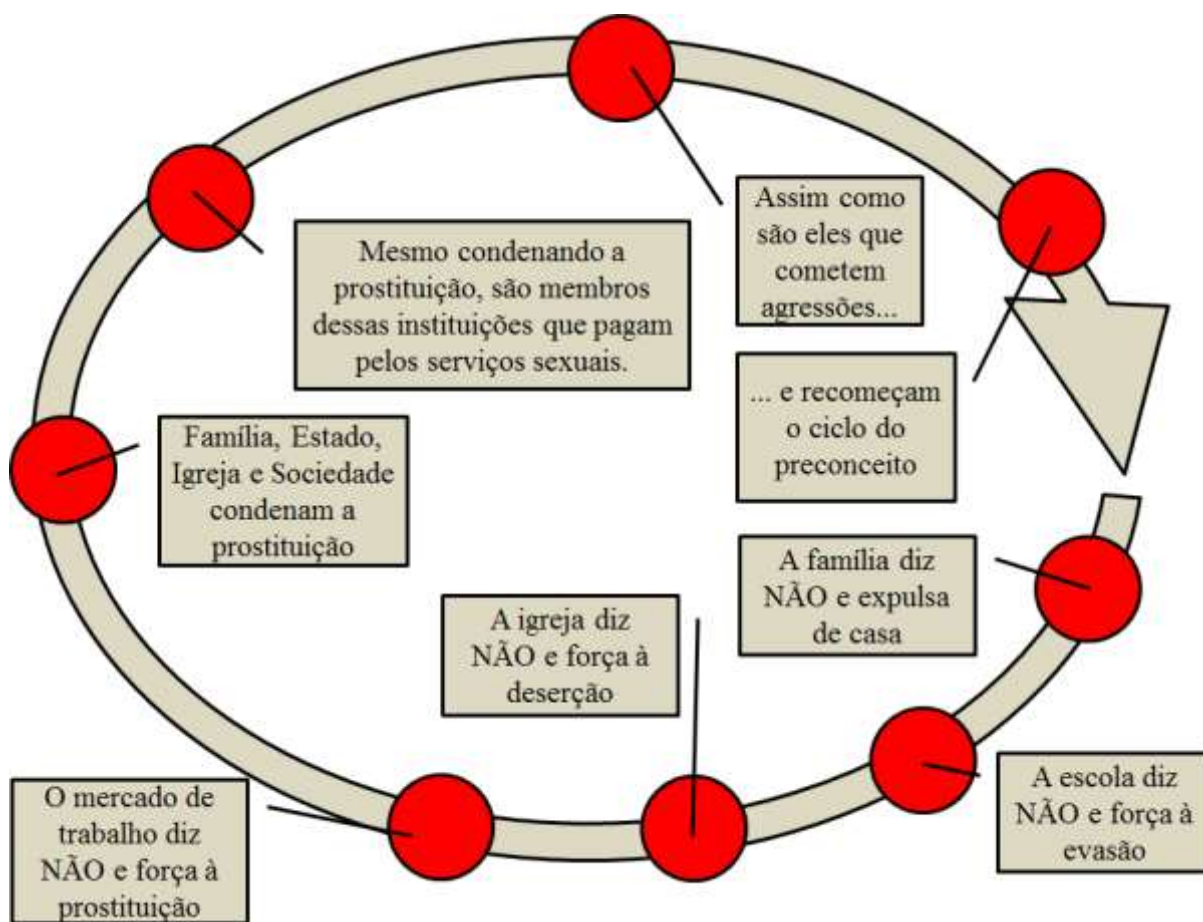 Assim como
são eles que
cometem
agressões...
Mesmo condenando a
prostituição, são membros
dessas instituições que pagam
pelos serviços sexuais.
... e recomeçam
o ciclo do
preconceito
Família, Estado,
Igreja e Sociedade
condenam a
prostituição
A família diz
NÃO e expulsa
de casa
A igreja diz
NÃO e força à
deserção
A escola diz
NÃO e força à
evasão
O mercado de
trabalho diz
NÃO e força à
prostituição